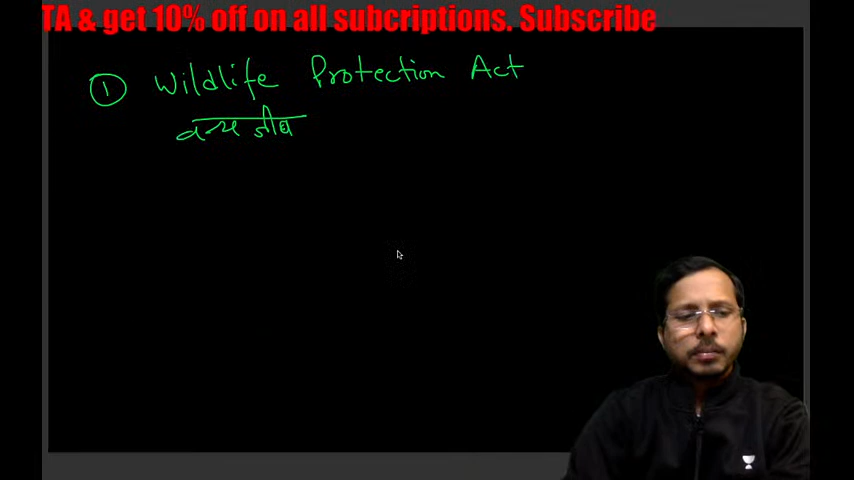 TA & get 10% off on all subcriptions. Subscribe
① Wildlife Protection Act
वन्य जीव